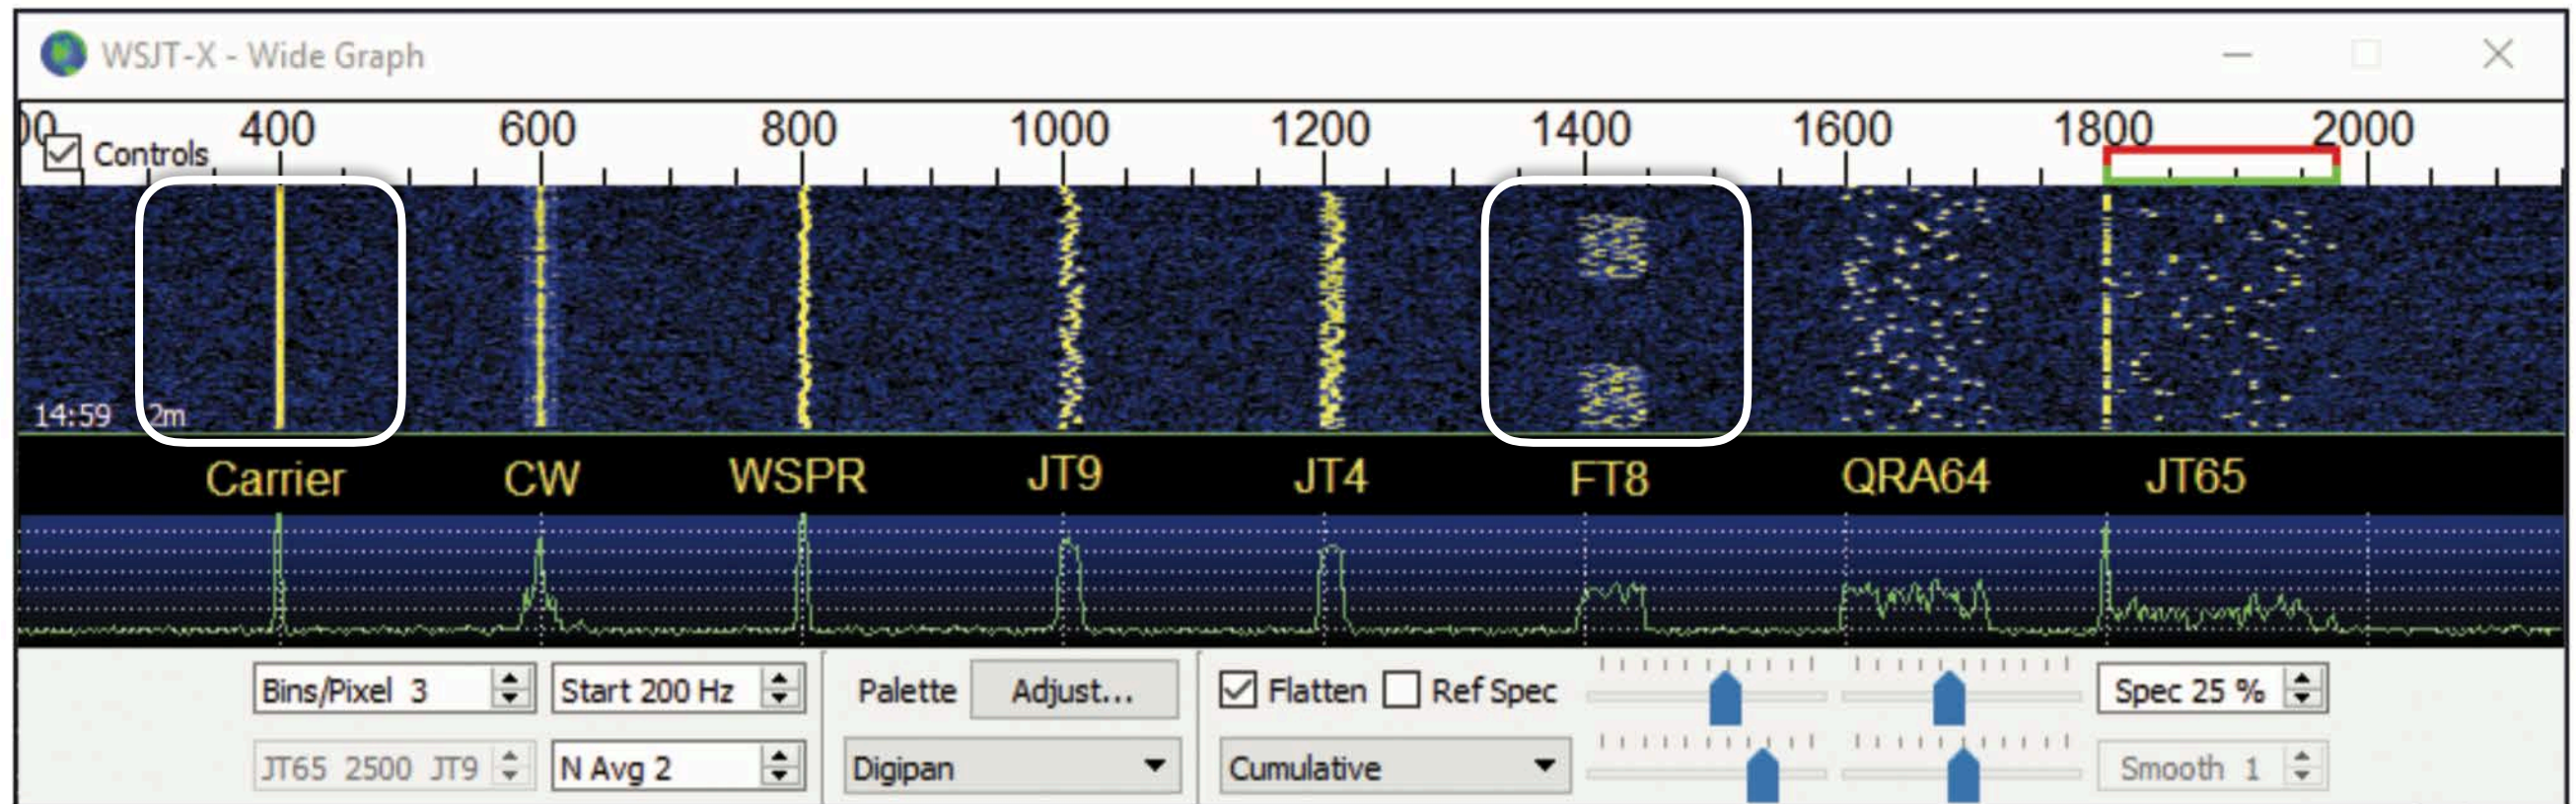 WSJT-X - Wide Graph
00 400 600 800 1000 1200 1400 1600 1800 2000
Controls
14:59 2m
Carrier CW WSPR JT9 JT4 FT8 QRA64 JT65
Bins/Pixel 3 Start 200 Hz Palette Adjust... Flatten Ref Spec Spec 25 %
JT65 2500 JT9 N Avg 2 Digipan Cumulative Smooth 1